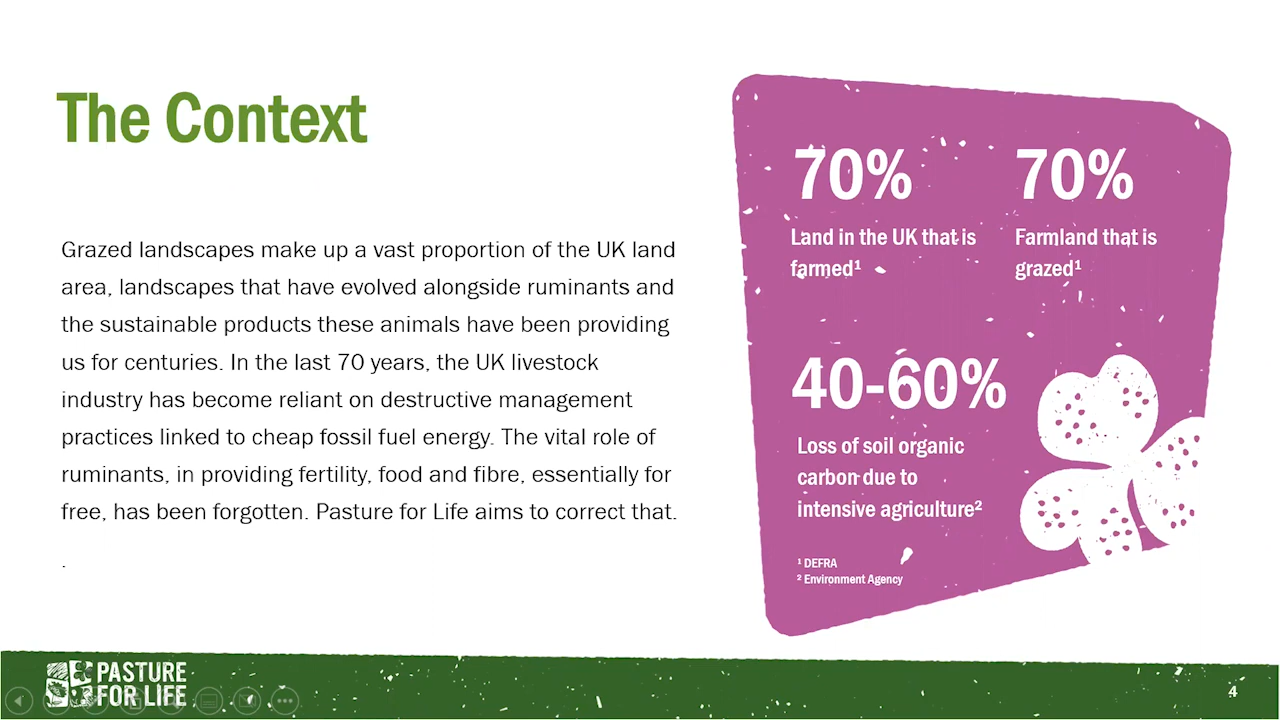 The Context
Grazed landscapes make up a vast proportion of the UK land
area, landscapes that have evolved alongside ruminants and
the sustainable products these animals have been providing
us for centuries. In the last 70 years, the UK livestock
industry has become reliant on destructive management
practices linked to cheap fossil fuel energy. The vital role of
ruminants, in providing fertility, food and fibre, essentially for
free, has been forgotten. Pasture for Life aims to correct that.
.
70%
Land in the UK that is
farmed¹
70%
Farmland that is
grazed¹
40-60%
Loss of soil organic
carbon due to
intensive agriculture²
¹ DEFRA
² Environment Agency
PASTURE
FOR LIFE
4